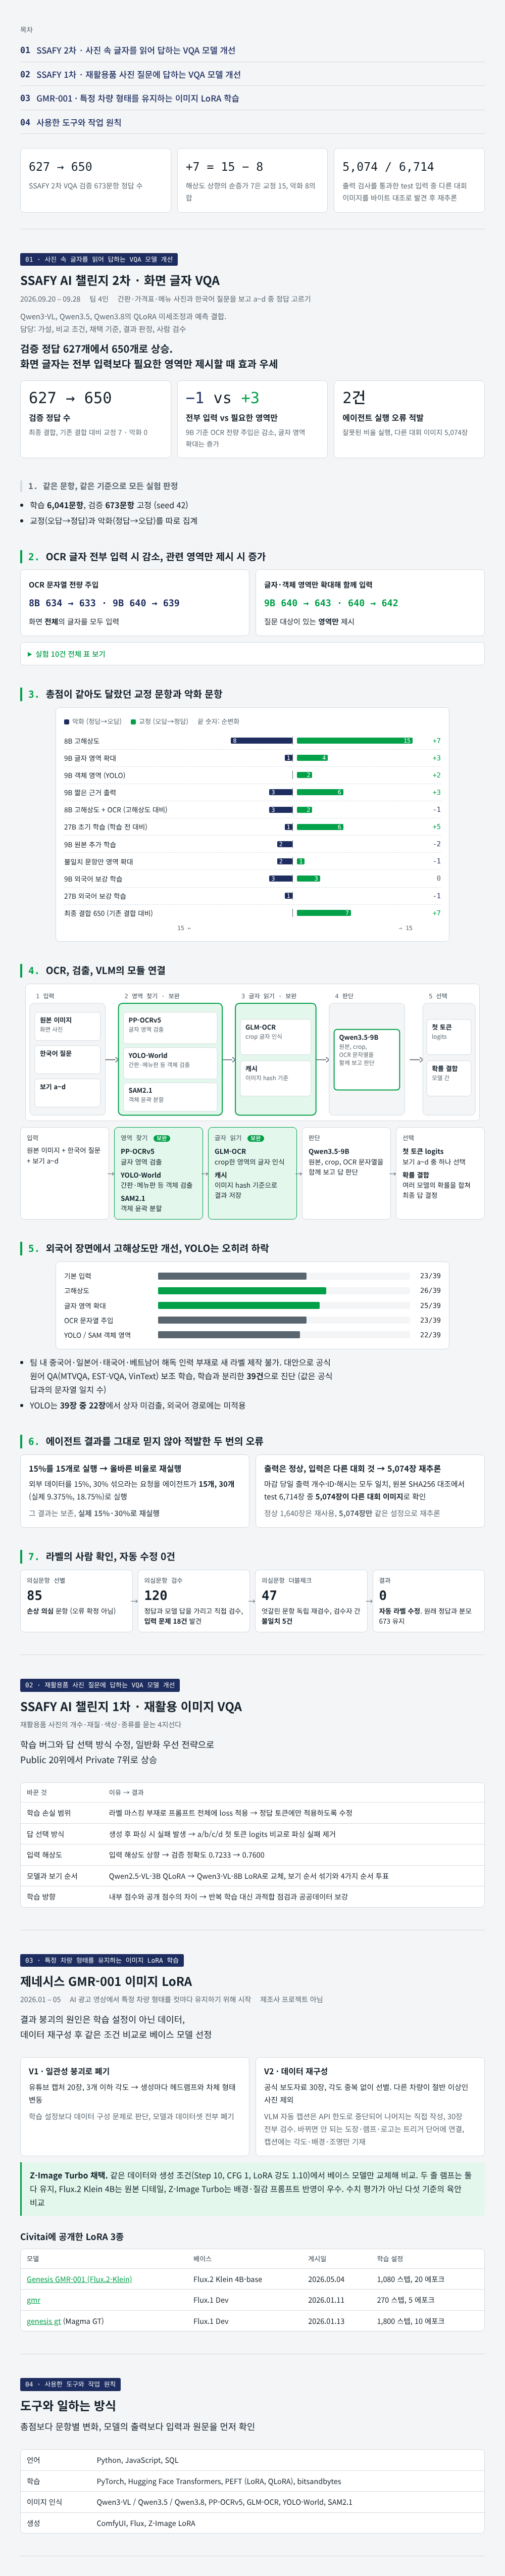 목차
01 SSAFY 2차 · 사진 속 글자를 읽어 답하는 VQA 모델 개선
02 SSAFY 1차 · 재활용품 사진 질문에 답하는 VQA 모델 개선
03 GMR-001 · 특정 차량 형태를 유지하는 이미지 LoRA 학습
04 사용한 도구와 작업 원칙
627 → 650
SSAFY 2차 VQA 검증 673문항 정답 수
+7 = 15 − 8
해상도 상향의 순증가 7은 교정 15, 악화 8의
합
5,074 / 6,714
출력 검사를 통과한 test 입력 중 다른 대회
이미지를 바이트 대조로 발견 후 재추론
01 · 사진 속 글자를 읽어 답하는 VQA 모델 개선
SSAFY AI 챌린지 2차 · 화면 글자 VQA
2026.09.20 – 09.28 팀 4인 간판·가격표·메뉴 사진과 한국어 질문을 보고 a~d 중 정답 고르기
Qwen3-VL, Qwen3.5, Qwen3.8의 QLoRA 미세조정과 예측 결합.
담당: 가설, 비교 조건, 채택 기준, 결과 판정, 사람 검수
검증 정답 627개에서 650개로 상승.
화면 글자는 전부 입력보다 필요한 영역만 제시할 때 효과 우세
627 → 650
검증 정답 수
최종 결합, 기존 결합 대비 교정 7 · 악화 0
−1 vs +3
전부 입력 vs 필요한 영역만
9B 기준 OCR 전량 주입은 감소, 글자 영역
확대는 증가
2건
에이전트 실행 오류 적발
잘못된 비율 실행, 다른 대회 이미지 5,074장
1. 같은 문항, 같은 기준으로 모든 실험 판정
• 학습 6,041문항, 검증 673문항 고정 (seed 42)
• 교정(오답→정답)과 악화(정답→오답)를 따로 집계
2. OCR 글자 전부 입력 시 감소, 관련 영역만 제시 시 증가
OCR 문자열 전량 주입
8B 634 → 633 · 9B 640 → 639
화면 전체의 글자를 모두 입력
글자·객체 영역만 확대해 함께 입력
9B 640 → 643 · 640 → 642
질문 대상이 있는 영역만 제시
▶ 실험 10건 전체 표 보기
3. 총점이 같아도 달랐던 교정 문항과 악화 문항
악화 (정답→오답) 교정 (오답→정답) 끝 숫자: 순변화
8B 고해상도 8 15 +7
9B 글자 영역 확대 1 4 +3
9B 객체 영역 (YOLO) 2 +2
9B 짧은 근거 출력 3 6 +3
8B 고해상도 + OCR (고해상도 대비) 3 2 -1
27B 초기 학습 (학습 전 대비) 1 6 +5
9B 원본 추가 학습 2 -2
불일치 문항만 영역 확대 2 1 -1
9B 외국어 보강 학습 3 3 0
27B 외국어 보강 학습 1 -1
최종 결합 650 (기존 결합 대비) 7 +7
15 ← → 15
4. OCR, 검출, VLM의 모듈 연결
1 입력
원본 이미지
화면 사진
한국어 질문
보기 a~d
2 영역 찾기 · 보완
PP-OCRv5
글자 영역 검출
YOLO-World
간판·메뉴판 등 객체 검출
SAM2.1
객체 윤곽 분할
3 글자 읽기 · 보완
GLM-OCR
crop 글자 인식
캐시
이미지 hash 기준
4 판단
Qwen3.5-9B
원본, crop,
OCR 문자열을
함께 보고 판단
5 선택
첫 토큰
logits
확률 결합
모델 간
입력
원본 이미지 + 한국어 질문
+ 보기 a~d
영역 찾기 보완
PP-OCRv5
글자 영역 검출
YOLO-World
간판·메뉴판 등 객체 검출
SAM2.1
객체 윤곽 분할
글자 읽기 보완
GLM-OCR
crop한 영역의 글자 인식
캐시
이미지 hash 기준으로
결과 저장
판단
Qwen3.5-9B
원본, crop, OCR 문자열을
함께 보고 답 판단
선택
첫 토큰 logits
보기 a~d 중 하나 선택
확률 결합
여러 모델의 확률을 합쳐
최종 답 결정
5. 외국어 장면에서 고해상도만 개선, YOLO는 오히려 하락
기본 입력 23/39
고해상도 26/39
글자 영역 확대 25/39
OCR 문자열 주입 23/39
YOLO / SAM 객체 영역 22/39
• 팀 내 중국어·일본어·태국어·베트남어 해독 인력 부재로 새 라벨 제작 불가. 대안으로 공식
원어 QA(MTVQA, EST-VQA, VinText) 보조 학습, 학습과 분리한 39건으로 진단 (값은 공식
답과의 문자열 일치 수)
• YOLO는 39장 중 22장에서 상자 미검출, 외국어 경로에는 미적용
6. 에이전트 결과를 그대로 믿지 않아 적발한 두 번의 오류
15%를 15개로 실행 → 올바른 비율로 재실행
외부 데이터를 15%, 30% 섞으라는 요청을 에이전트가 15개, 30개
(실제 9.375%, 18.75%)로 실행
그 결과는 보존, 실제 15%·30%로 재실행
출력은 정상, 입력은 다른 대회 것 → 5,074장 재추론
마감 당일 출력 개수·ID·해시는 모두 일치, 원본 SHA256 대조에서
test 6,714장 중 5,074장이 다른 대회 이미지로 확인
정상 1,640장은 재사용, 5,074장만 같은 설정으로 재추론
7. 라벨의 사람 확인, 자동 수정 0건
의심문항 선별
85
손상 의심 문항 (오류 확정 아님)
의심문항 검수
120
정답과 모델 답을 가리고 직접 검수,
입력 문제 18건 발견
의심문항 더블체크
47
엇갈린 문항 독립 재검수, 검수자 간
불일치 5건
결과
0
자동 라벨 수정. 원래 정답과 분모
673 유지
02 · 재활용품 사진 질문에 답하는 VQA 모델 개선
SSAFY AI 챌린지 1차 · 재활용 이미지 VQA
재활용품 사진의 개수·재질·색상·종류를 묻는 4지선다
학습 버그와 답 선택 방식 수정, 일반화 우선 전략으로
Public 20위에서 Private 7위로 상승
바꾼 것 이유 → 결과
학습 손실 범위 라벨 마스킹 부재로 프롬프트 전체에 loss 적용 → 정답 토큰에만 적용하도록 수정
답 선택 방식 생성 후 파싱 시 실패 발생 → a/b/c/d 첫 토큰 logits 비교로 파싱 실패 제거
입력 해상도 입력 해상도 상향 → 검증 정확도 0.7233 → 0.7600
모델과 보기 순서 Qwen2.5-VL-3B QLoRA → Qwen3-VL-8B LoRA로 교체, 보기 순서 섞기와 4가지 순서 투표
학습 방향 내부 점수와 공개 점수의 차이 → 반복 학습 대신 과적합 점검과 공공데이터 보강
03 · 특정 차량 형태를 유지하는 이미지 LoRA 학습
제네시스 GMR-001 이미지 LoRA
2026.01 – 05 AI 광고 영상에서 특정 차량 형태를 컷마다 유지하기 위해 시작 제조사 프로젝트 아님
결과 붕괴의 원인은 학습 설정이 아닌 데이터,
데이터 재구성 후 같은 조건 비교로 베이스 모델 선정
V1 · 일관성 붕괴로 폐기
유튜브 캡처 20장, 3개 이하 각도 → 생성마다 헤드램프와 차체 형태
변동
학습 설정보다 데이터 구성 문제로 판단, 모델과 데이터셋 전부 폐기
V2 · 데이터 재구성
공식 보도자료 30장, 각도 중복 없이 선별. 다른 차량이 절반 이상인
사진 제외
VLM 자동 캡션은 API 한도로 중단되어 나머지는 직접 작성, 30장
전부 검수. 바뀌면 안 되는 도장·램프·로고는 트리거 단어에 연결,
캡션에는 각도·배경·조명만 기재
Z-Image Turbo 채택. 같은 데이터와 생성 조건(Step 10, CFG 1, LoRA 강도 1.10)에서 베이스 모델만 교체해 비교. 두 줄 램프는 둘
다 유지, Flux.2 Klein 4B는 원본 디테일, Z-Image Turbo는 배경·질감 프롬프트 반영이 우수. 수치 평가가 아닌 다섯 기준의 육안
비교
Civitai에 공개한 LoRA 3종
모델 베이스 게시일 학습 설정
Genesis GMR-001 (Flux.2-Klein) Flux.2 Klein 4B-base 2026.05.04 1,080 스텝, 20 에포크
gmr Flux.1 Dev 2026.01.11 270 스텝, 5 에포크
genesis gt (Magma GT) Flux.1 Dev 2026.01.13 1,800 스텝, 10 에포크
04 · 사용한 도구와 작업 원칙
도구와 일하는 방식
총점보다 문항별 변화, 모델의 출력보다 입력과 원문을 먼저 확인
언어 Python, JavaScript, SQL
학습 PyTorch, Hugging Face Transformers, PEFT (LoRA, QLoRA), bitsandbytes
이미지 인식 Qwen3-VL / Qwen3.5 / Qwen3.8, PP-OCRv5, GLM-OCR, YOLO-World, SAM2.1
생성 ComfyUI, Flux, Z-Image LoRA